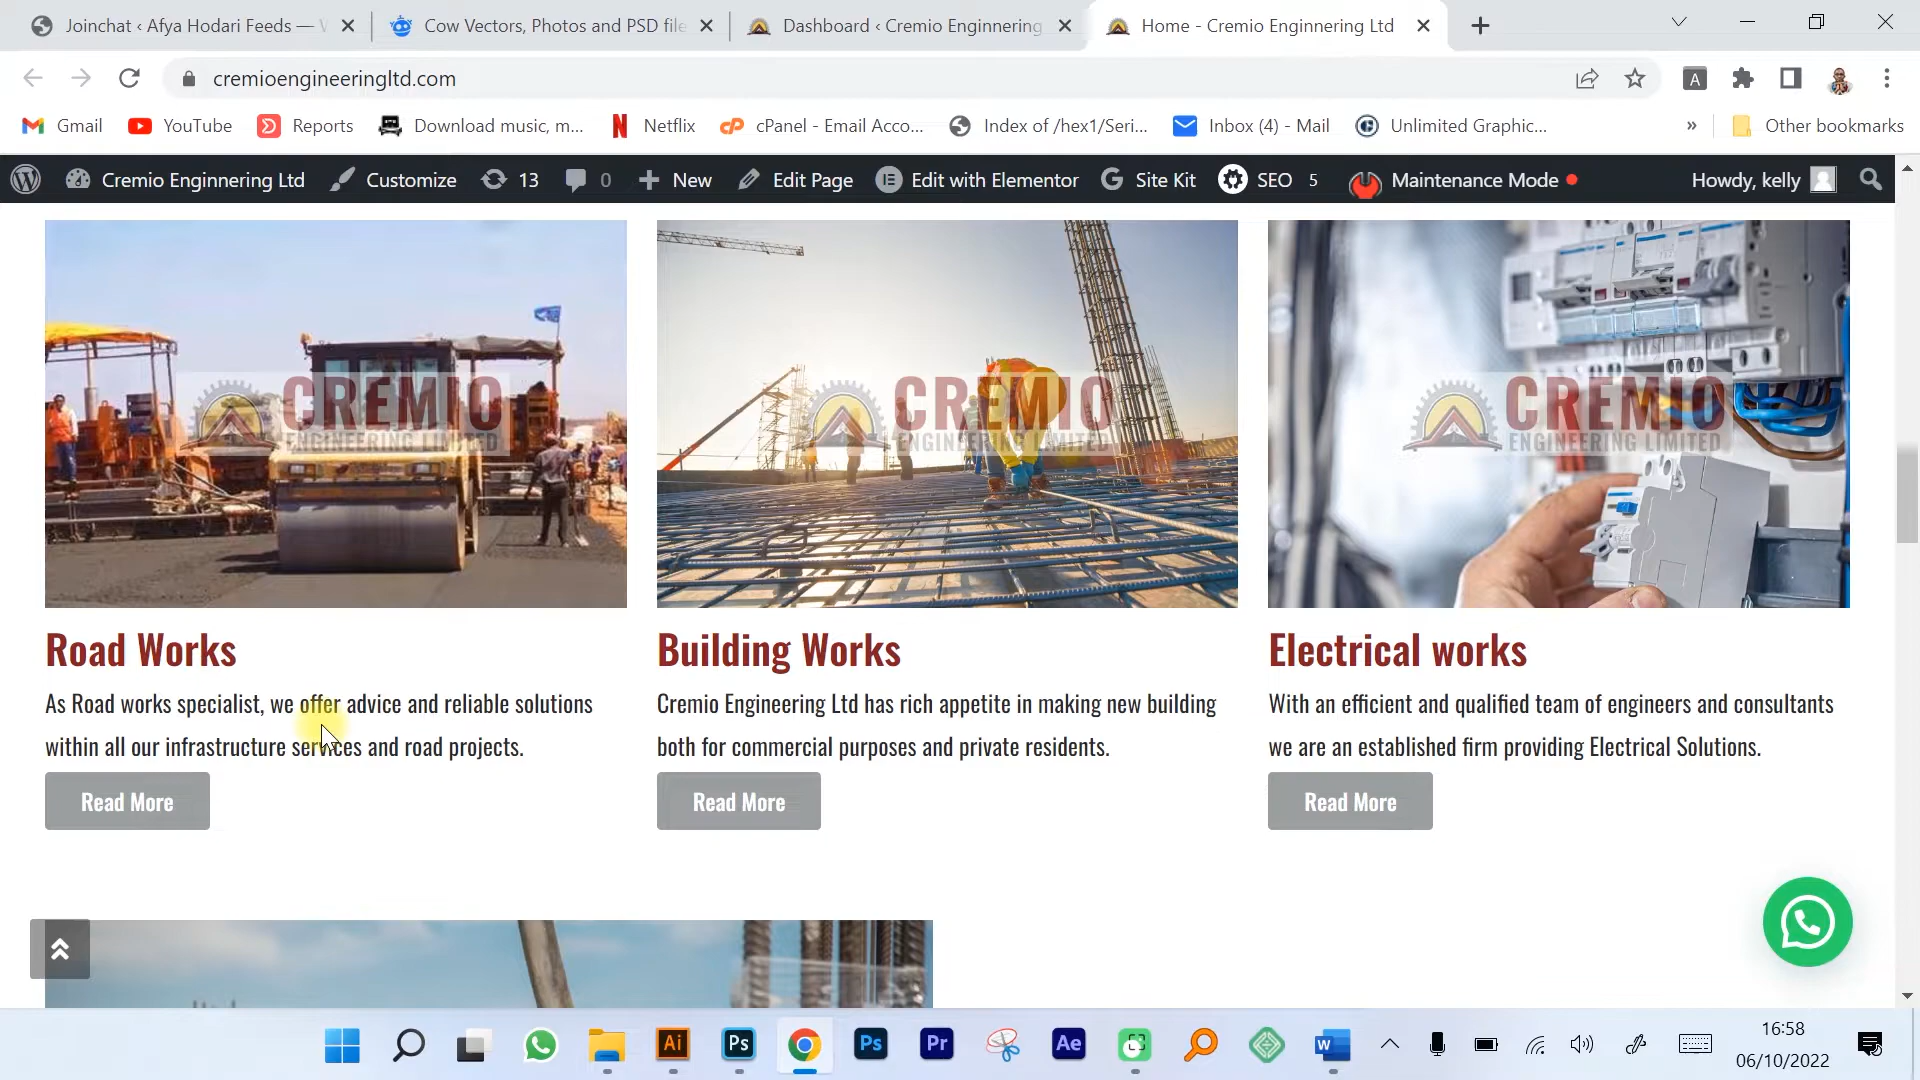 Joinchat ‹ Afya Hodari Feeds —
Cow Vectors, Photos and PSD file
Dashboard ‹ Cremio Enginnering
Home - Cremio Enginnering Ltd
cremioengineeringltd.com
A
Gmail
YouTube
Reports
Download music, m...
Netflix
cPanel - Email Acco...
Index of /hex1/Seri...
Inbox (4) - Mail
Unlimited Graphic...
»
Other bookmarks
Cremio Enginnering Ltd
Customize
13
0
New
Edit Page
Edit with Elementor
Site Kit
SEO 5
Maintenance Mode
Howdy, kelly
CREMIO
ENGINEERING LIMITED
CREMIO
ENGINEERING LIMITED
CREMIO
ENGINEERING LIMITED
Road Works
As Road works specialist, we offer advice and reliable solutions
within all our infrastructure services and road projects.
Read More
Building Works
Cremio Engineering Ltd has rich appetite in making new building
both for commercial purposes and private residents.
Read More
Electrical works
With an efficient and qualified team of engineers and consultants
we are an established firm providing Electrical Solutions.
Read More
Ai
Ps
Ps
Pr
Ae
W
16:58
06/10/2022